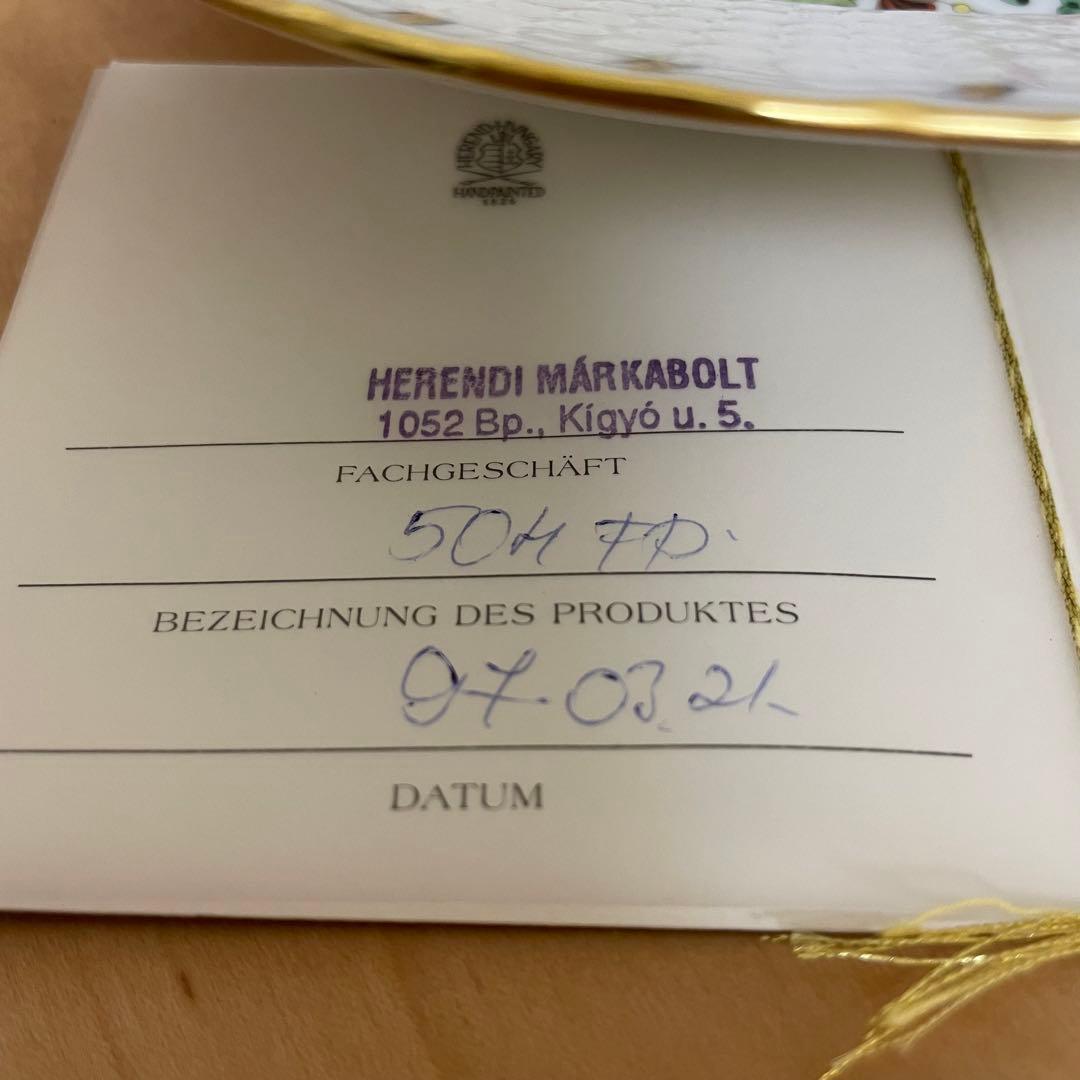 HEREND HUNGARY
HANDPAINTED
1826
HERENDI MÁRKABOLT
1052 Bp., Kígyó u. 5.
FACHGESCHÄFT
504 FD.
BEZEICHNUNG DES PRODUKTES
97.03.21.
DATUM